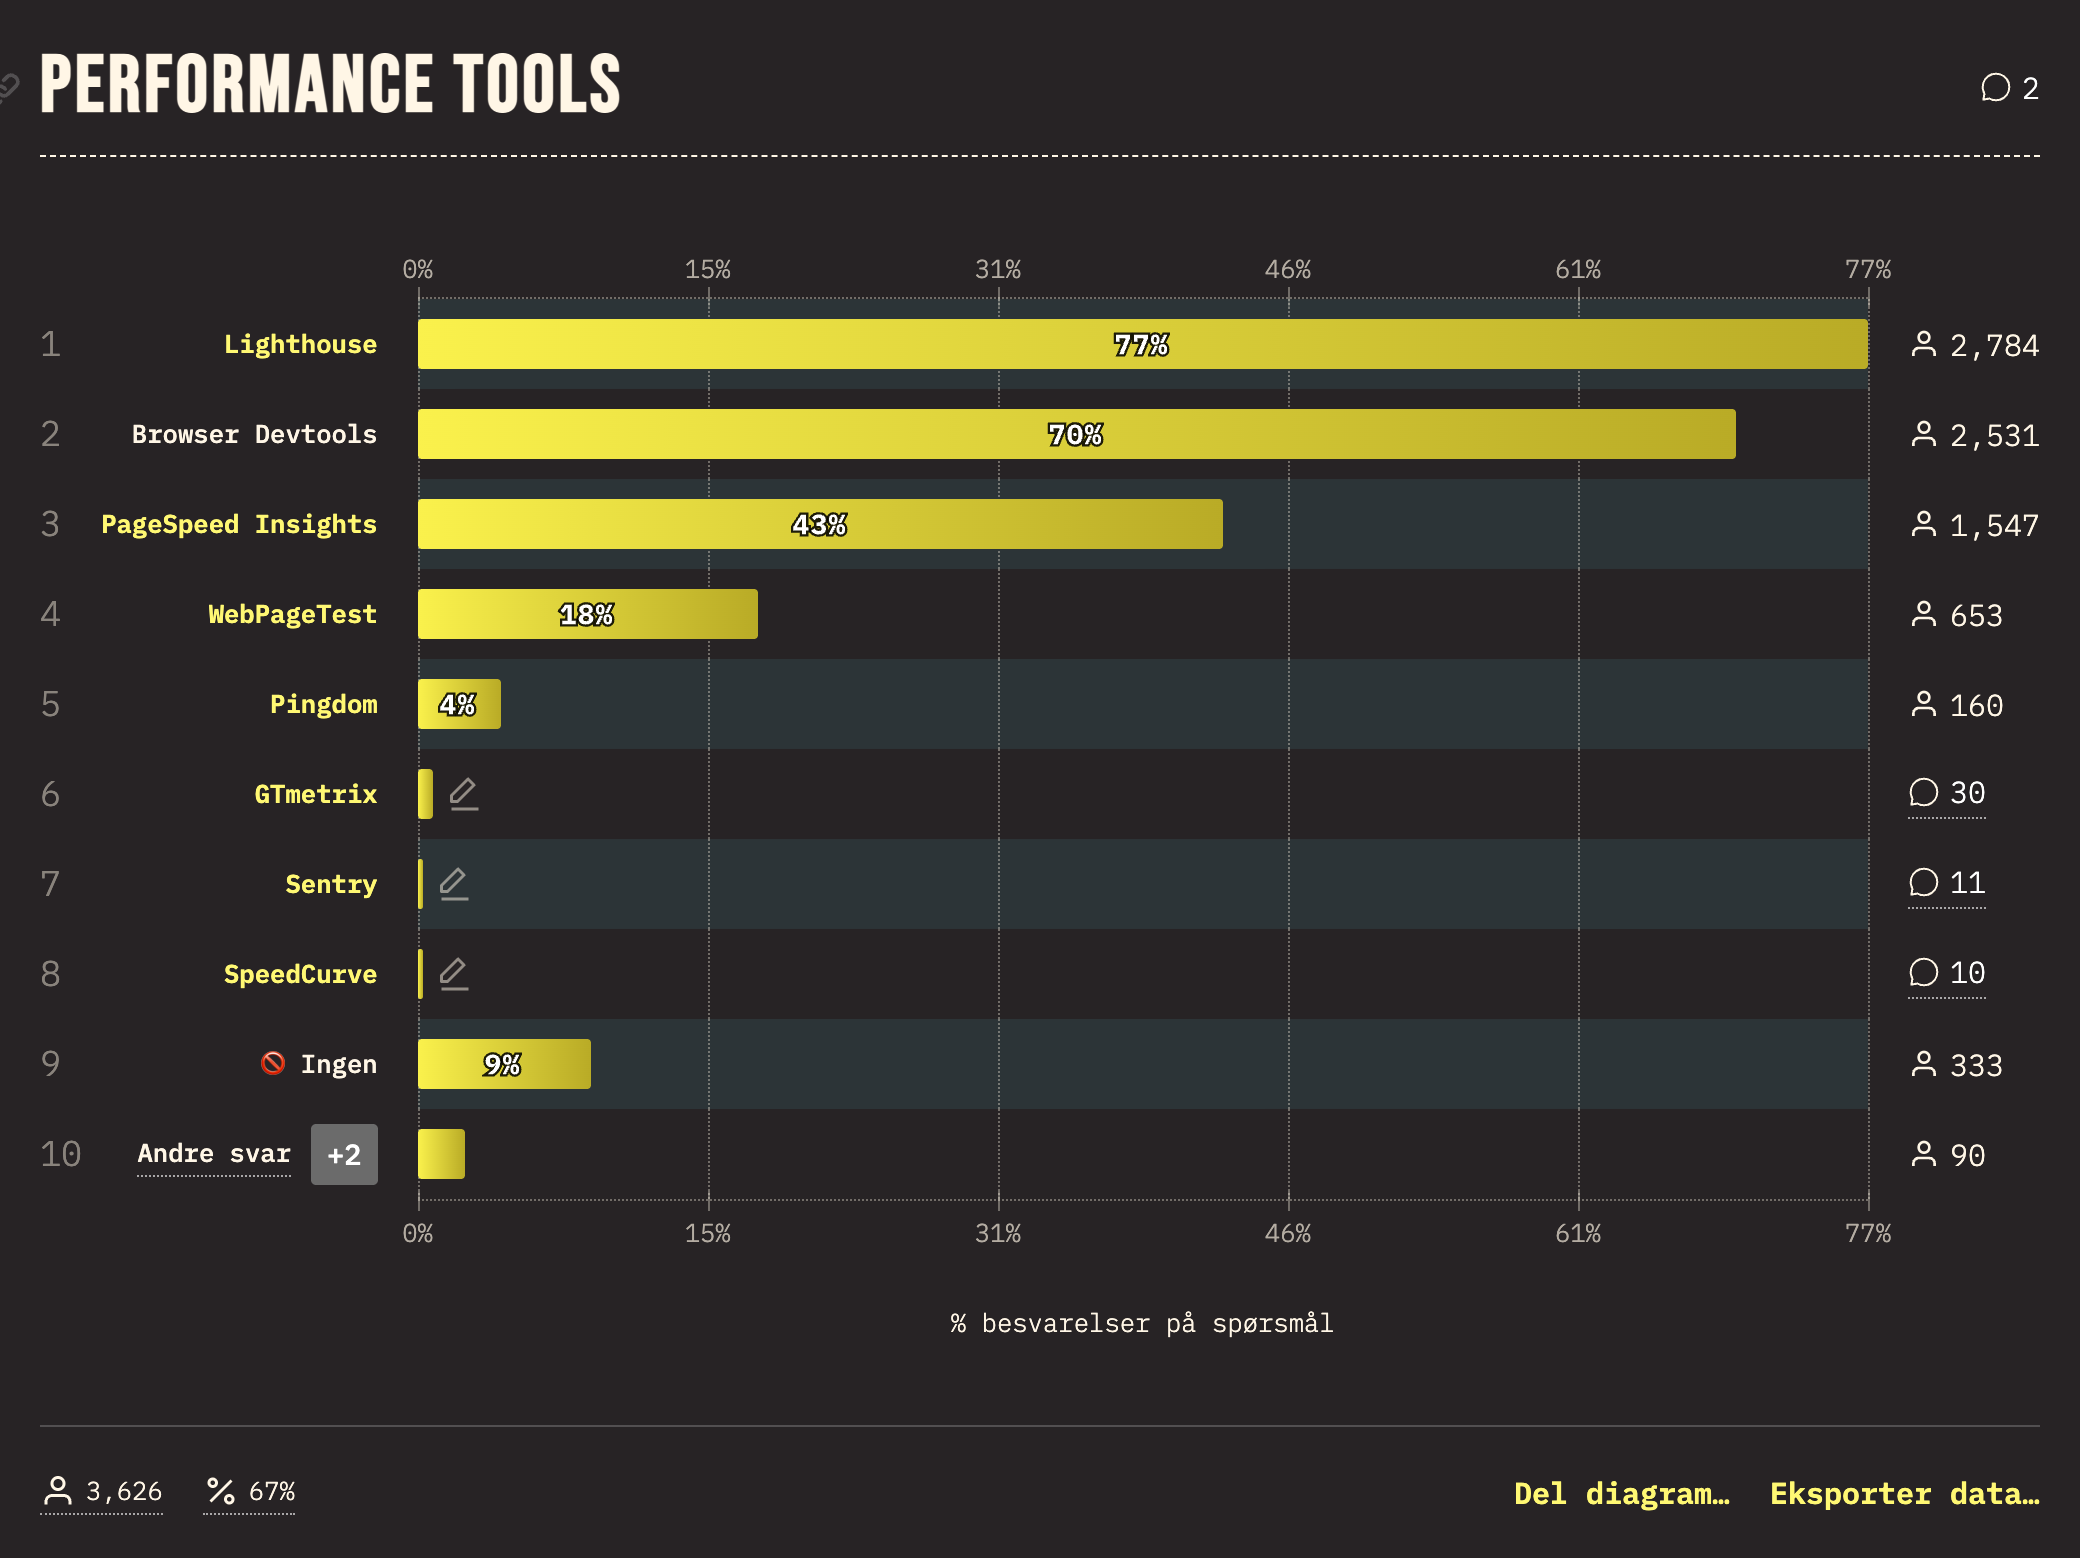 PERFORMANCE TOOLS
2
0% 15% 31% 46% 61% 77%
1 Lighthouse 77% 2,784
2 Browser Devtools 70% 2,531
3 PageSpeed Insights 43% 1,547
4 WebPageTest 18% 653
5 Pingdom 4% 160
6 GTmetrix 30
7 Sentry 11
8 SpeedCurve 10
9 Ingen 9% 333
10 Andre svar +2 90
0% 15% 31% 46% 61% 77%
% besvarelser på spørsmål
3,626 % 67% Del diagram… Eksporter data…